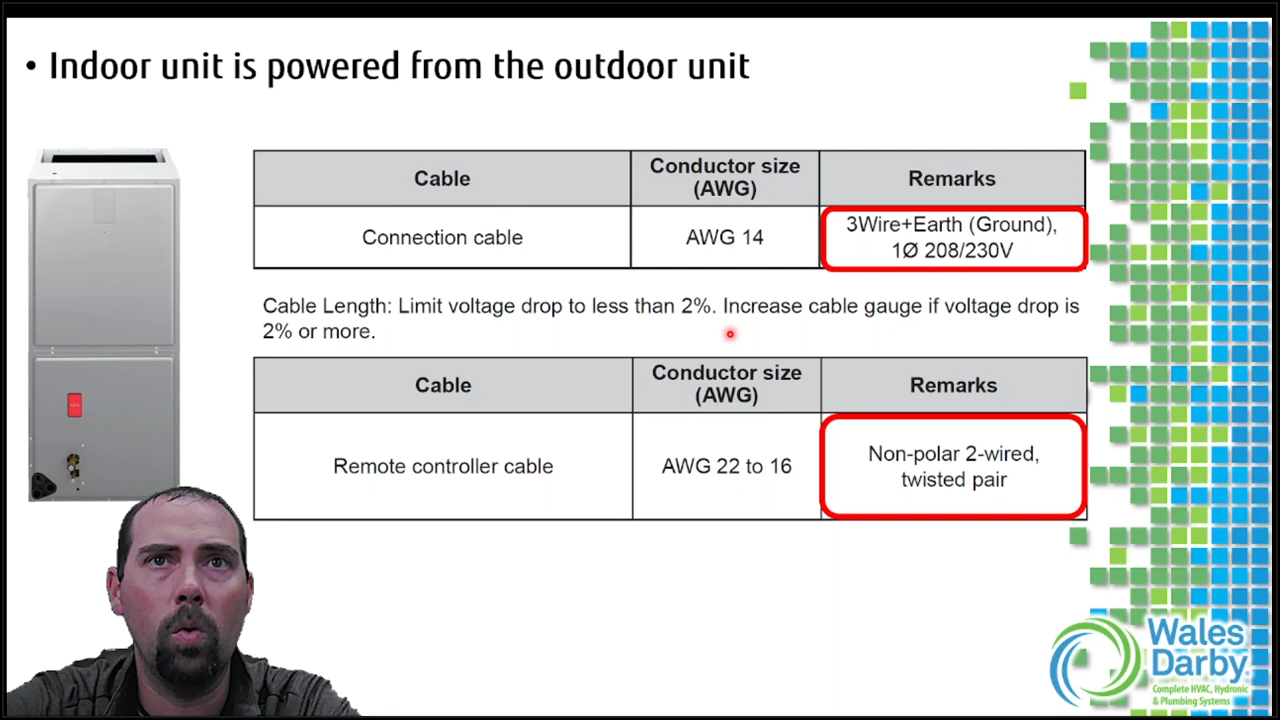 • Indoor unit is powered from the outdoor unit
Cable
Conductor size
(AWG)
Remarks
Connection cable
AWG 14
3Wire+Earth (Ground),
1Ø 208/230V
Cable Length: Limit voltage drop to less than 2%. Increase cable gauge if voltage drop is
2% or more.
Cable
Conductor size
(AWG)
Remarks
Remote controller cable
AWG 22 to 16
Non-polar 2-wired,
twisted pair
Wales
Darby
Complete HVAC, Hydronic
& Plumbing Systems